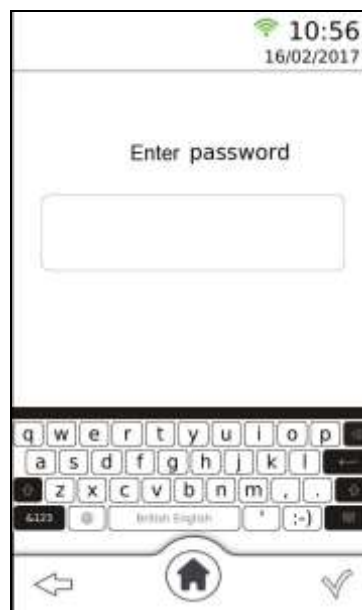 10:56
16/02/2017
Enter password
q w e r t y u i o p
a s d f g h j k l
z x c v b n m , .
&123 British English ' :-)